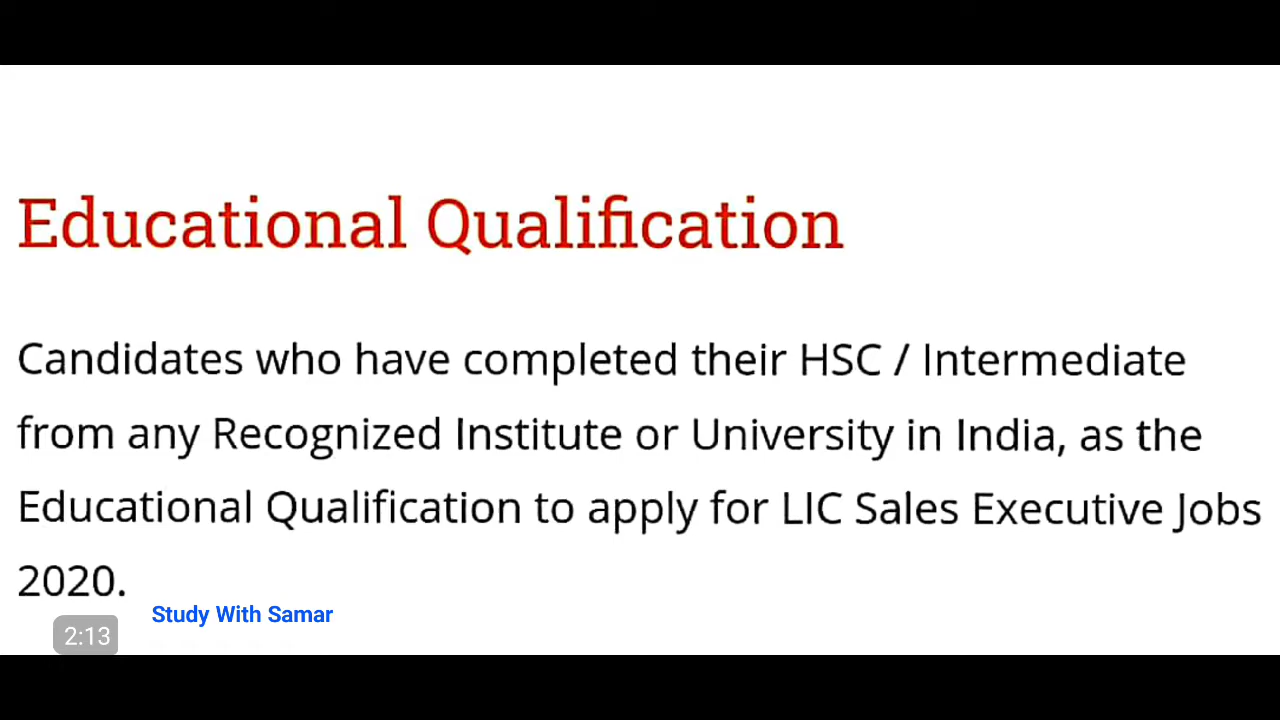 Educational Qualification
Candidates who have completed their HSC / Intermediate
from any Recognized Institute or University in India, as the
Educational Qualification to apply for LIC Sales Executive Jobs
2020.
Study With Samar
2:13